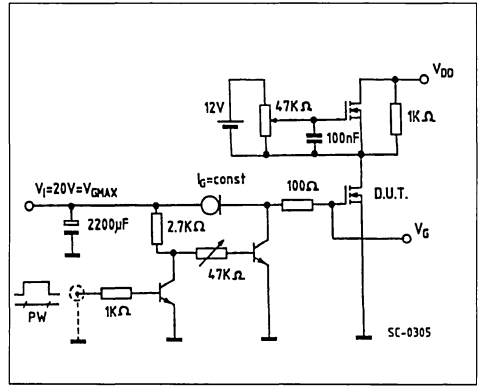 V_DD
12V
47KΩ
1KΩ
100nF
I_G=const
V_I=20V=V_GMAX
100Ω
D.U.T.
2200μF
2.7KΩ
V_G
47KΩ
PW
1KΩ
SC-0305